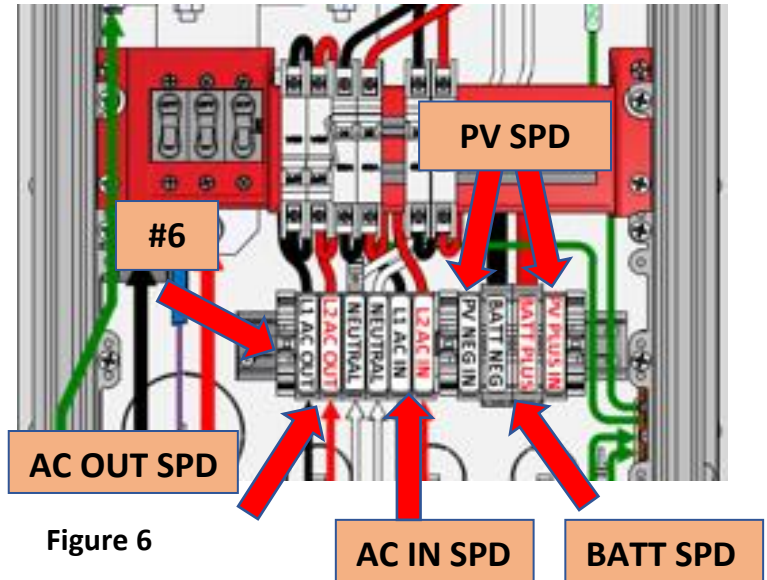 PV SPD
#6
L1 AC OUT
L2 AC OUT
NEUTRAL
NEUTRAL
L1 AC IN
L2 AC IN
PV NEG IN
BATT NEG
BATT PLUS
PV PLUS IN
AC OUT SPD
Figure 6
AC IN SPD
BATT SPD